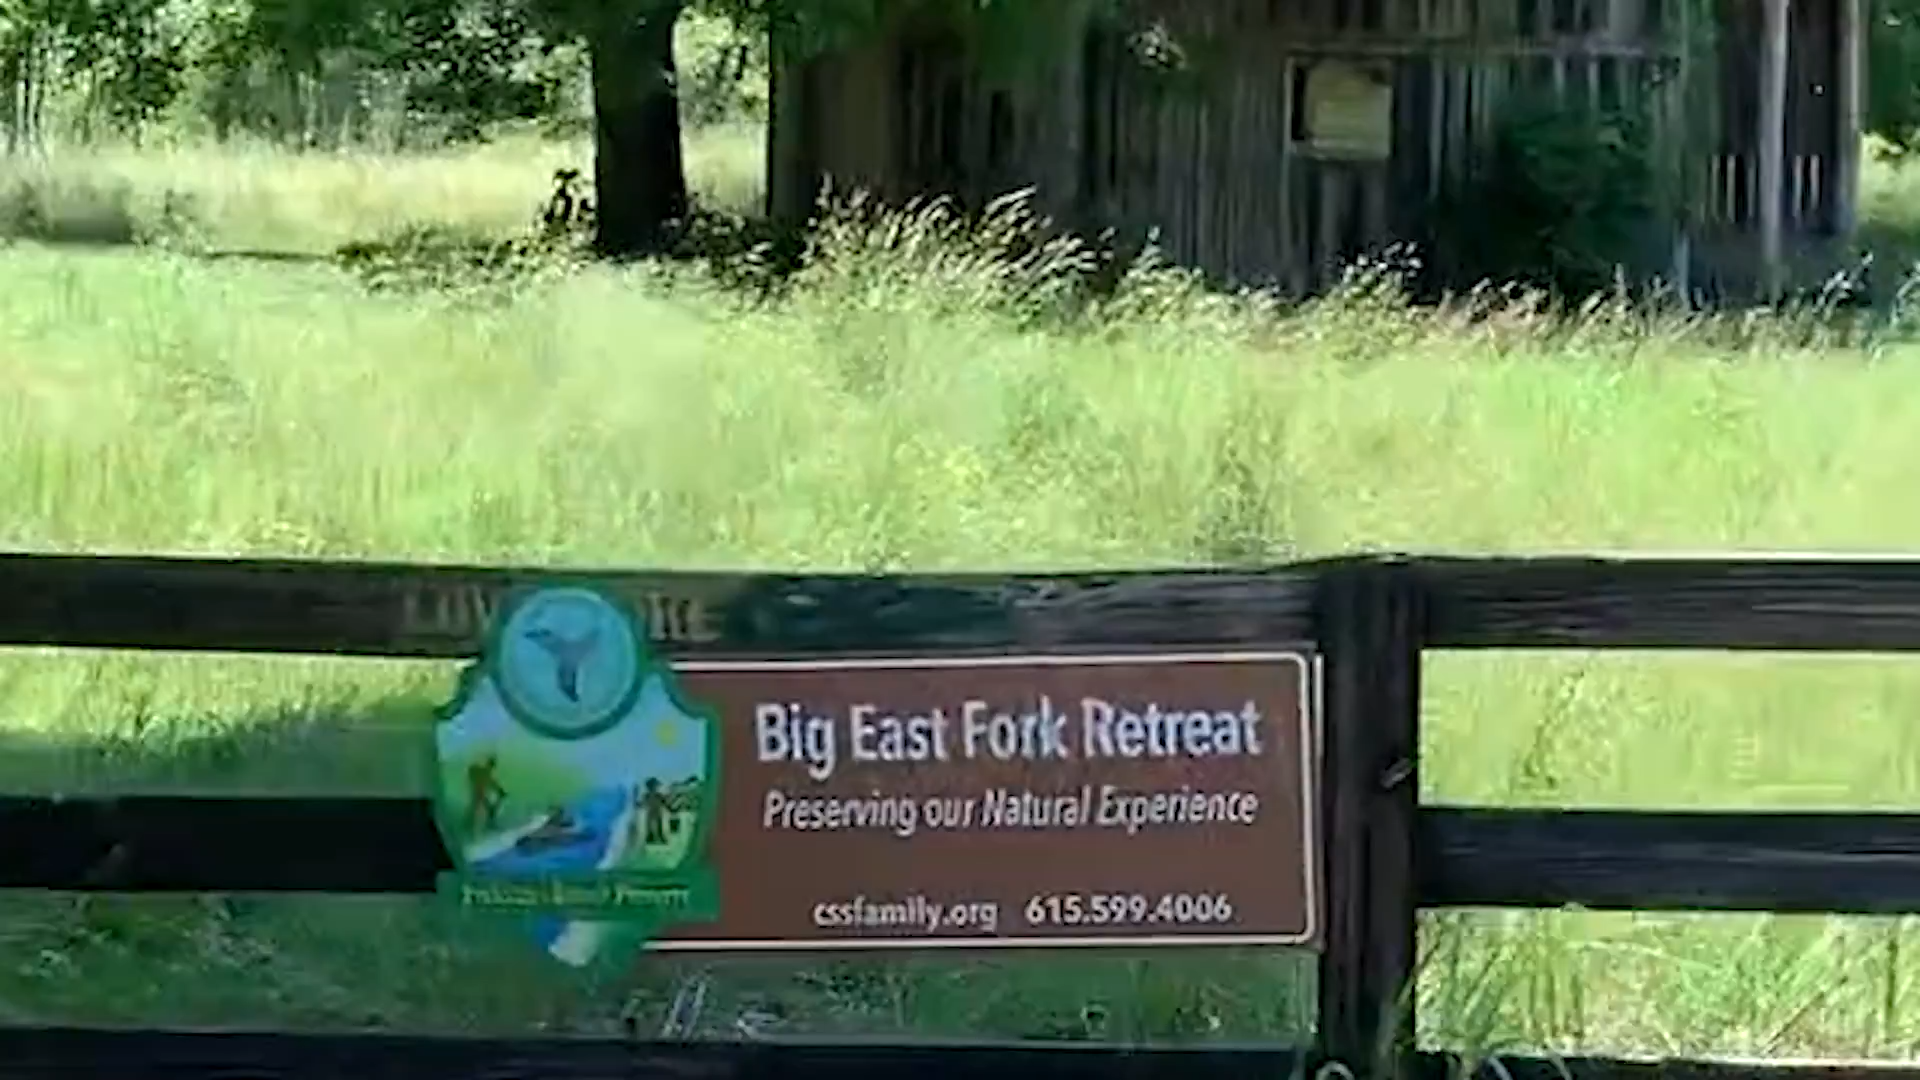 Big East Fork Retreat
Preserving our Natural Experience
cssfamily.org 615.599.4006